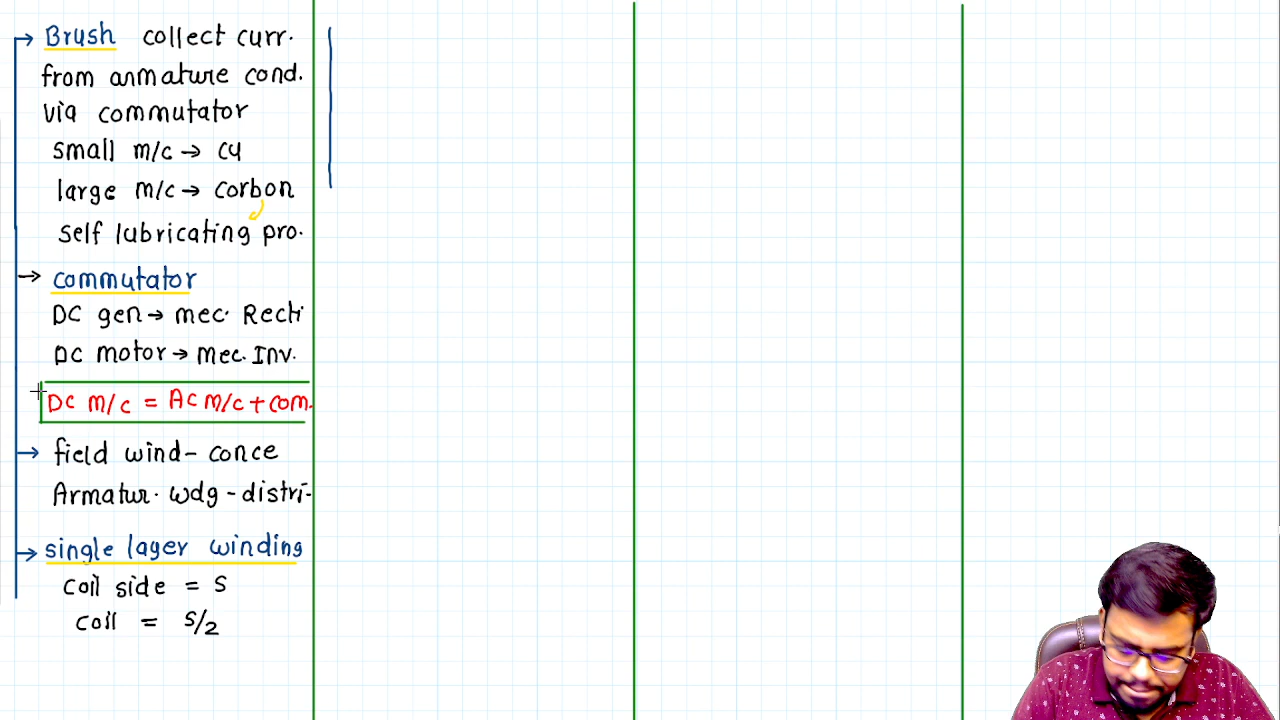 Brush collect curr.
from armature cond.
via commutator
small m/c → cu
large m/c → corbon
self lubricating pro.
commutator
DC gen → mec. Recti
DC motor → mec. Inv.
DC m/c = AC m/c + com.
field wind - conce
Armatur. wdg - distri-
single layer winding
coil side = S
coil = S/2